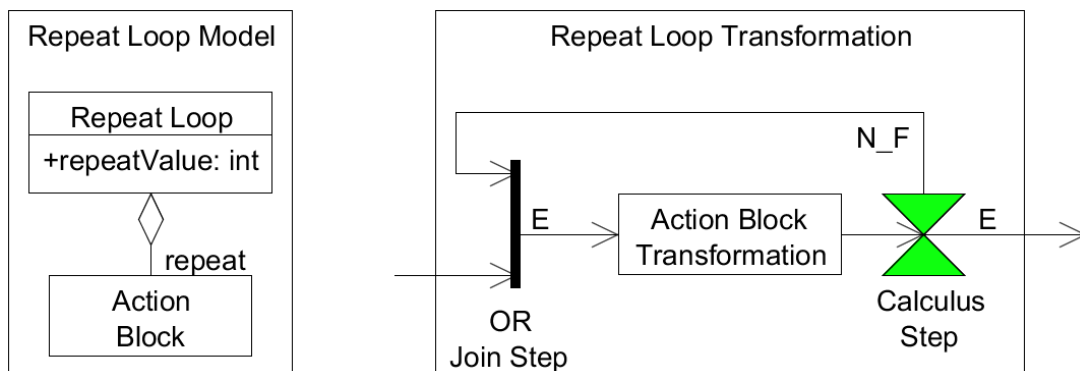 Repeat Loop Model
Repeat Loop
+repeatValue: int
repeat
Action
Block
Repeat Loop Transformation
N_F
E
Action Block
Transformation
E
OR
Join Step
Calculus
Step